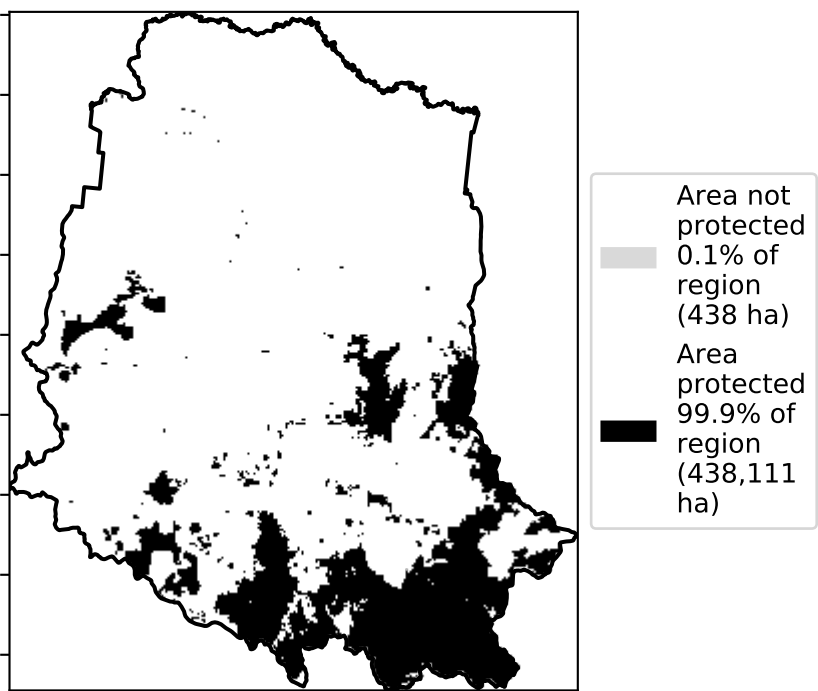 Area not
protected
0.1% of
region
(438 ha)
Area
protected
99.9% of
region
(438,111
ha)